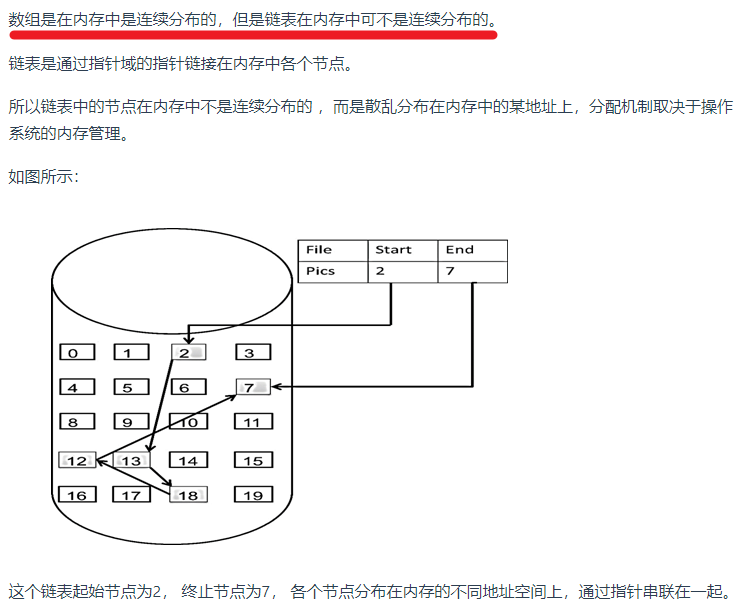 数组是在内存中是连续分布的，但是链表在内存中可不是连续分布的。
链表是通过指针域的指针链接在内存中各个节点。
所以链表中的节点在内存中不是连续分布的 ，而是散乱分布在内存中的某地址上，分配机制取决于操作
系统的内存管理。
如图所示：
File Start End
Pics 2 7
0 1 2 3
4 5 6 7
8 9 10 11
12 13 14 15
16 17 18 19
这个链表起始节点为2， 终止节点为7， 各个节点分布在内存的不同地址空间上，通过指针串联在一起。